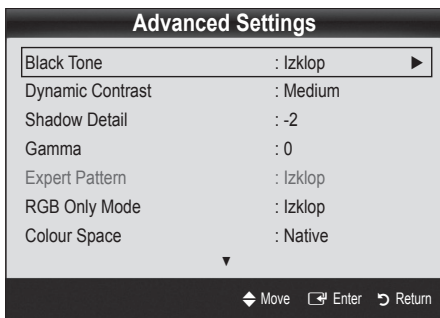 Advanced Settings
Black Tone : Izklop ►
Dynamic Contrast : Medium
Shadow Detail : -2
Gamma : 0
Expert Pattern : Izklop
RGB Only Mode : Izklop
Colour Space : Native
▼
Move Enter Return